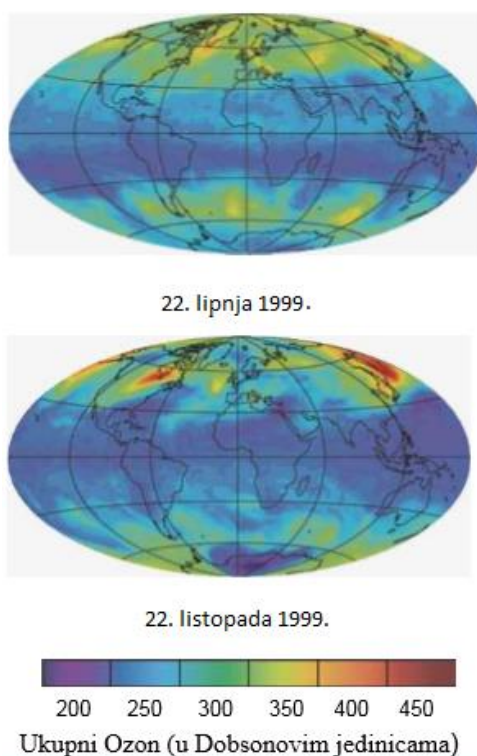 22. lipnja 1999.
22. listopada 1999.
200 250 300 350 400 450
Ukupni Ozon (u Dobsonovim jedinicama)